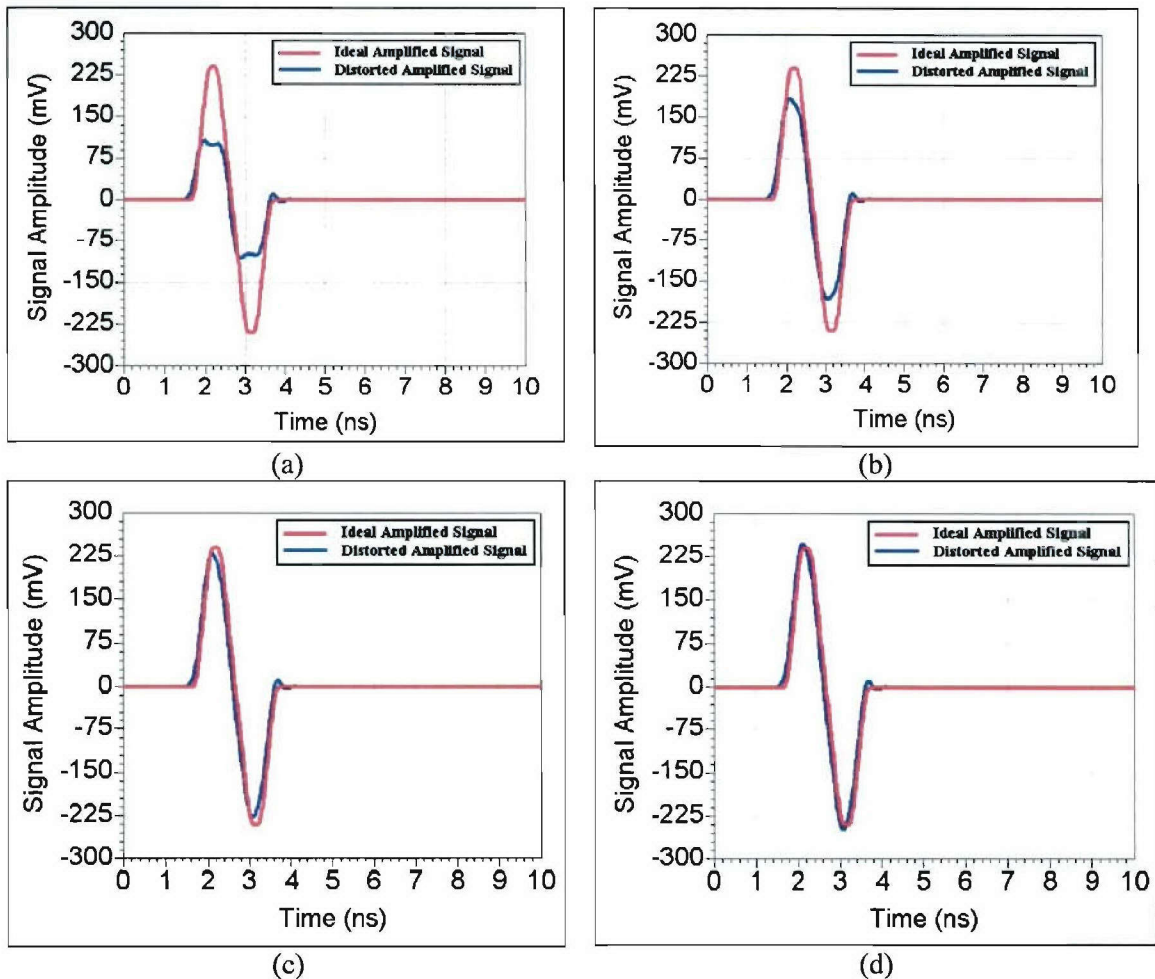 300
225
150
75
0
-75
-150
-225
-300
Signal Amplitude (mV)
Ideal Amplified Signal
Distorted Amplified Signal
0 1 2 3 4 5 6 7 8 9 10
Time (ns)
(a)
300
225
150
75
0
-75
-150
-225
-300
Signal Amplitude (mV)
Ideal Amplified Signal
Distorted Amplified Signal
0 1 2 3 4 5 6 7 8 9 10
Time (ns)
(b)
300
225
150
75
0
-75
-150
-225
-300
Signal Amplitude (mV)
Ideal Amplified Signal
Distorted Amplified Signal
0 1 2 3 4 5 6 7 8 9 10
Time (ns)
(c)
300
225
150
75
0
-75
-150
-225
-300
Signal Amplitude (mV)
Ideal Amplified Signal
Distorted Amplified Signal
0 1 2 3 4 5 6 7 8 9 10
Time (ns)
(d)